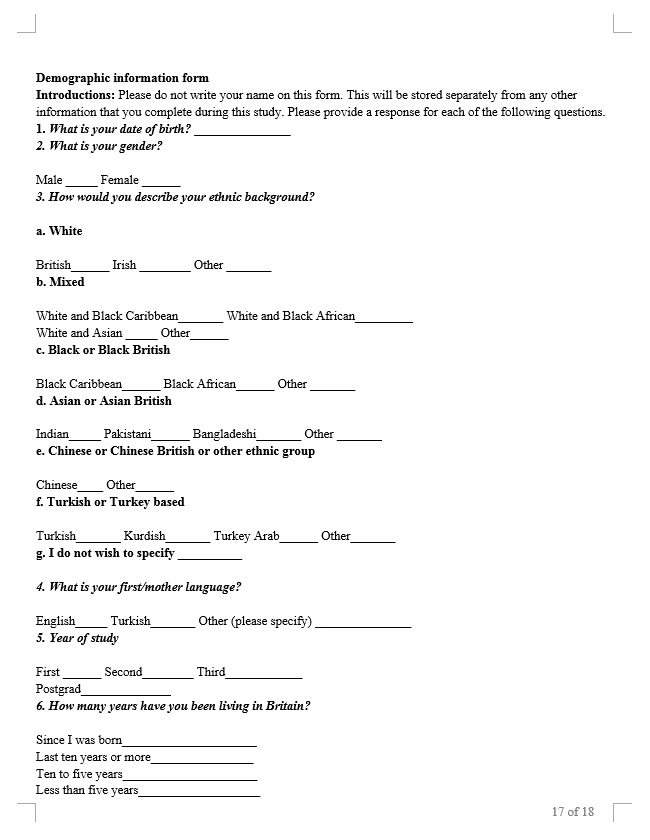 Demographic information form
Introductions: Please do not write your name on this form. This will be stored separately from any other
information that you complete during this study. Please provide a response for each of the following questions.
1. What is your date of birth? _______________
2. What is your gender?
Male _____ Female ______
3. How would you describe your ethnic background?
a. White
British______ Irish ________ Other _______
b. Mixed
White and Black Caribbean_______ White and Black African_________
White and Asian _____ Other______
c. Black or Black British
Black Caribbean______ Black African______ Other _______
d. Asian or Asian British
Indian_____ Pakistani______ Bangladeshi_______ Other _______
e. Chinese or Chinese British or other ethnic group
Chinese____ Other______
f. Turkish or Turkey based
Turkish_______ Kurdish_______ Turkey Arab______ Other_______
g. I do not wish to specify __________
4. What is your first/mother language?
English_____ Turkish_______ Other (please specify) _______________
5. Year of study
First ______ Second________ Third____________
Postgrad______________
6. How many years have you been living in Britain?
Since I was born_____________________
Last ten years or more________________
Ten to five years_____________________
Less than five years___________________
17 of 18